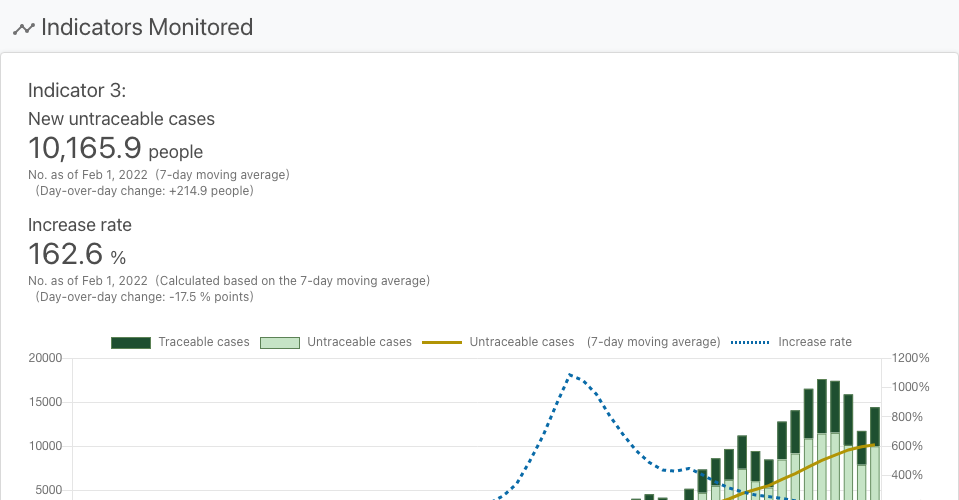 Indicators Monitored
Indicator 3:
New untraceable cases
10,165.9 people
No. as of Feb 1, 2022 (7-day moving average)
(Day-over-day change: +214.9 people)
Increase rate
162.6 %
No. as of Feb 1, 2022 (Calculated based on the 7-day moving average)
(Day-over-day change: -17.5 % points)
Traceable cases Untraceable cases Untraceable cases (7-day moving average) Increase rate
20000 1200%
1000%
15000
800%
10000 600%
400%
5000